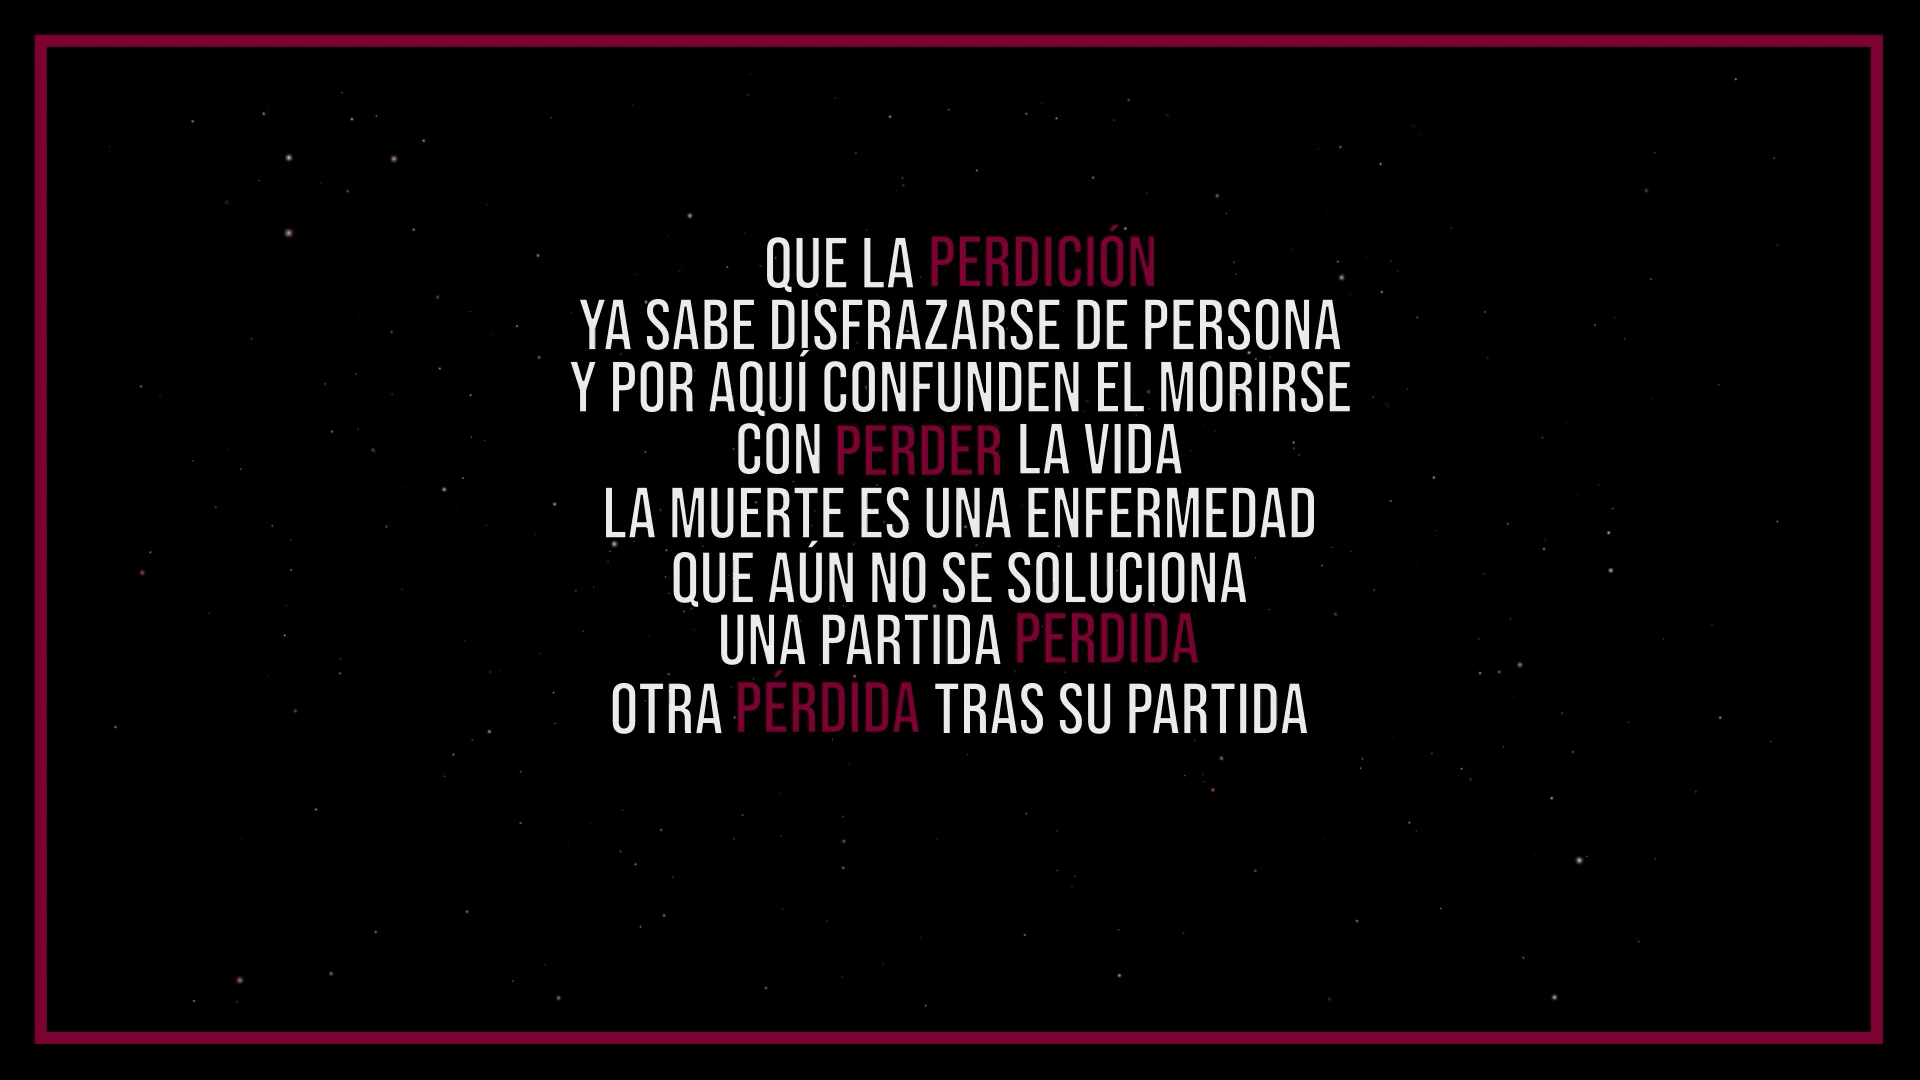 QUE LA PERDICIÓN
YA SABE DISFRAZARSE DE PERSONA
Y POR AQUÍ CONFUNDEN EL MORIRSE
CON PERDER LA VIDA
LA MUERTE ES UNA ENFERMEDAD
QUE AÚN NO SE SOLUCIONA
UNA PARTIDA PERDIDA
OTRA PÉRDIDA TRAS SU PARTIDA